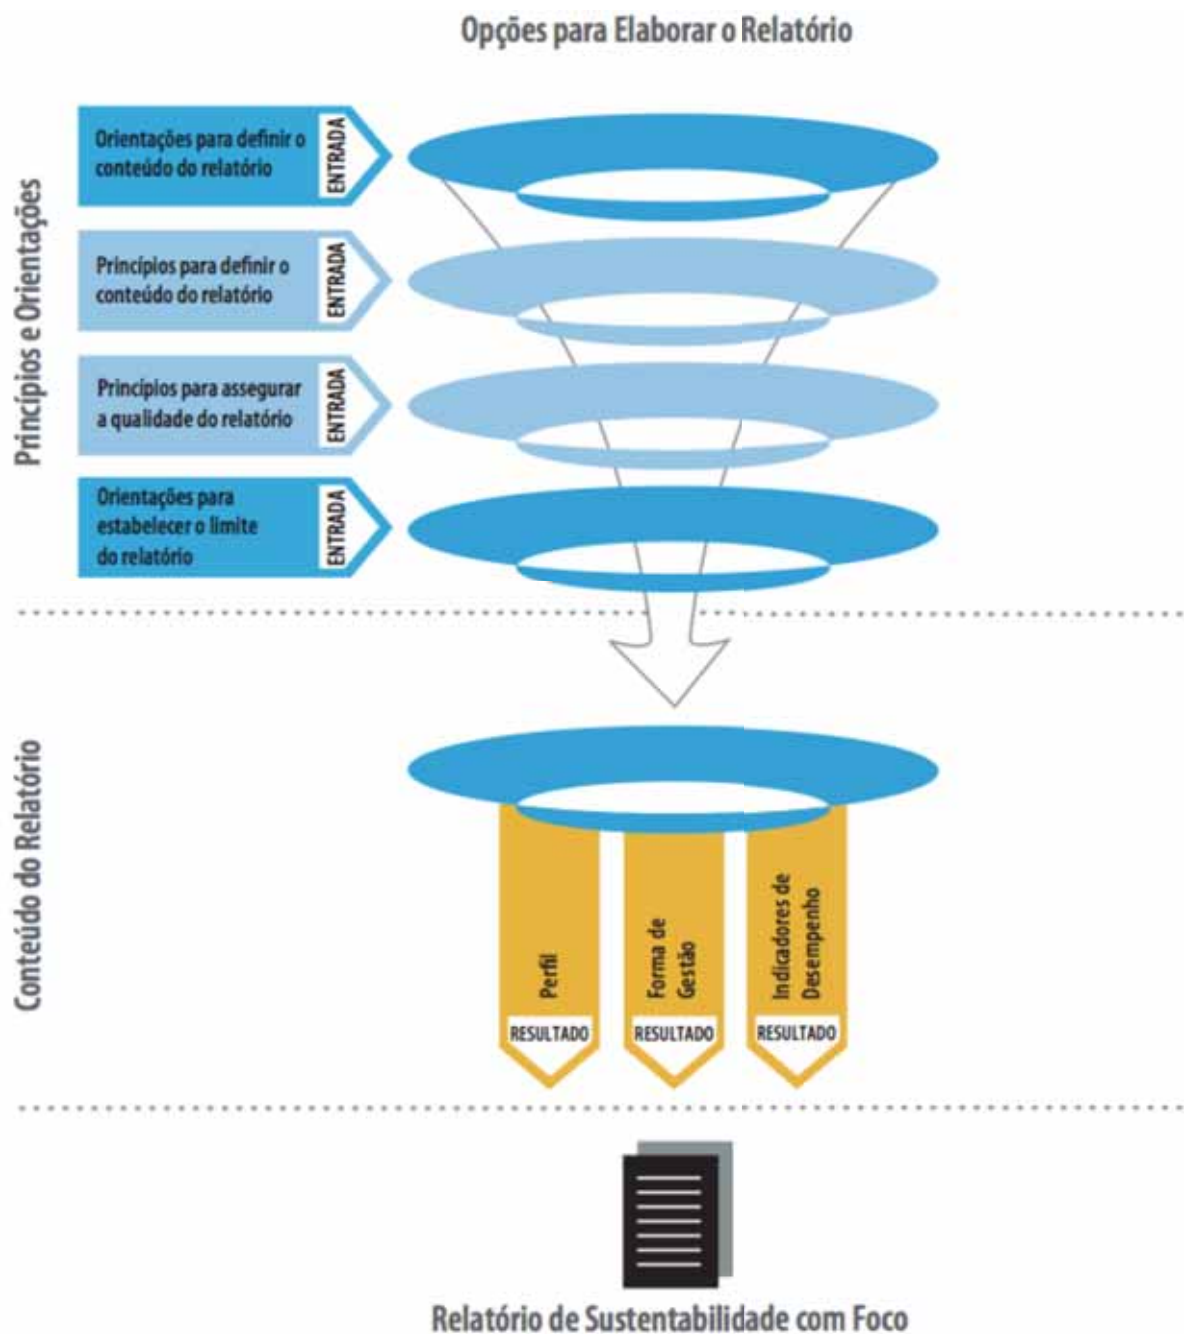 Opções para Elaborar o Relatório
Princípios e Orientações
Orientações para definir o
conteúdo do relatório
ENTRADA
Princípios para definir o
conteúdo do relatório
ENTRADA
Princípios para assegurar
a qualidade do relatório
ENTRADA
Orientações para
estabelecer o limite
do relatório
ENTRADA
Conteúdo do Relatório
Perfil
RESULTADO
Forma de
Gestão
RESULTADO
Indicadores de
Desempenho
RESULTADO
Relatório de Sustentabilidade com Foco